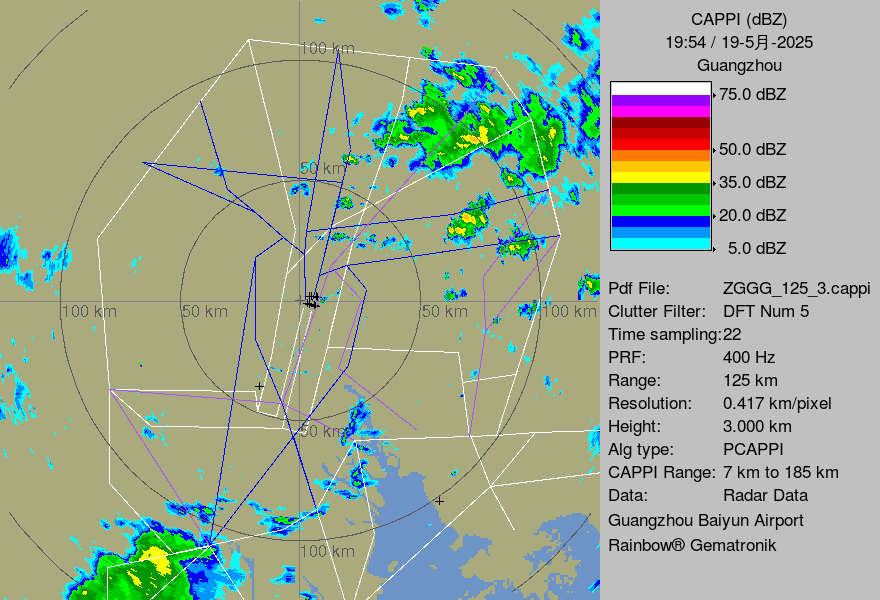 CAPPI (dBZ)
19:54 / 19-5月-2025
Guangzhou
75.0 dBZ
50.0 dBZ
35.0 dBZ
20.0 dBZ
5.0 dBZ
Pdf File: ZGGG_125_3.cappi
Clutter Filter: DFT Num 5
Time sampling:22
PRF: 400 Hz
Range: 125 km
Resolution: 0.417 km/pixel
Height: 3.000 km
Alg type: PCAPPI
CAPPI Range: 7 km to 185 km
Data: Radar Data
Guangzhou Baiyun Airport
Rainbow® Gematronik
100 km
50 km
100 km
50 km
50 km
100 km
50 km
100 km